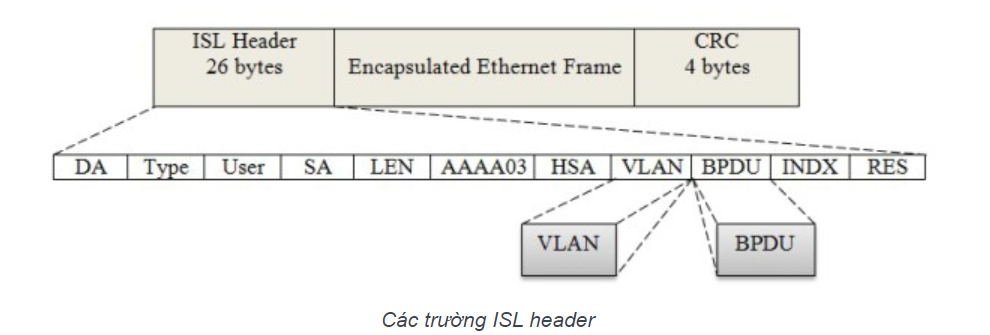 ISL Header
26 bytes
Encapsulated Ethernet Frame
CRC
4 bytes
DA Type User SA LEN AAAA03 HSA VLAN BPDU INDX RES
VLAN
BPDU
Các trường ISL header